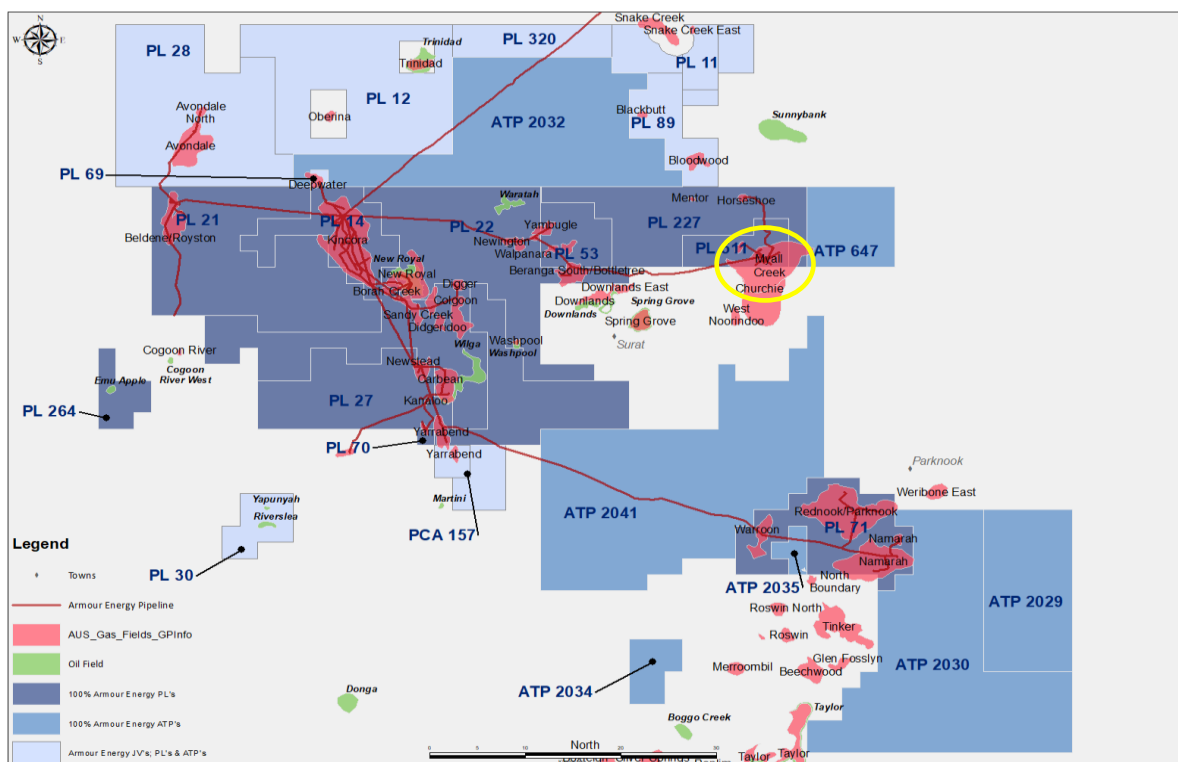 N
W
E
S
PL 28
Trinidad
Trinidad
PL 320
Snake Creek
Snake Creek East
PL 11
Avondale
North
Avondale
PL 12
Oberina
ATP 2032
Blackbutt
PL 89
Bloodwood
Sunnybank
PL 69
Deepwater
Waratah
Mentor
Horseshoe
PL 21
Beldene/Royston
PL 14
Kincora
PL 22
Yambugle
Newington
Walpanara
PL 53
PL 227
PL 511
ATP 647
Myall
Creek
Churchie
New Royal
New Royal
Borah Creek
Digger
Colgoon
Beranga South/Bottletree
Downlands East
Downlands
Downlands
Spring Grove
Spring Grove
West
Noorindoo
Sandy Creek
Didgeridoo
Surat
Cogoon River
Cogoon
River West
Wilga
Washpool
Washpool
Emu Apple
Newstead
Carbean
PL 264
PL 27
Kanaloo
PL 70
Yarrabend
Yarrabend
Parknook
Weribone East
Yapunyah
Riverslea
Martini
PCA 157
ATP 2041
Rednook/Parknook
PL 71
Warroon
Namarah
Namarah
PL 30
ATP 2035
North
Boundary
ATP 2029
Roswin North
Tinker
Roswin
Glen Fosslyn
Merroombil
Beechwood
ATP 2030
ATP 2034
Donga
Boggo Creek
Taylor
North
Taylor
Taylor
0
10
20
30
Legend
Towns
Armour Energy Pipeline
AUS_Gas_Fields_GPInfo
Oil Field
100% Armour Energy PL's
100% Armour Energy ATP's
Armour Energy JV's; PL's & ATP's